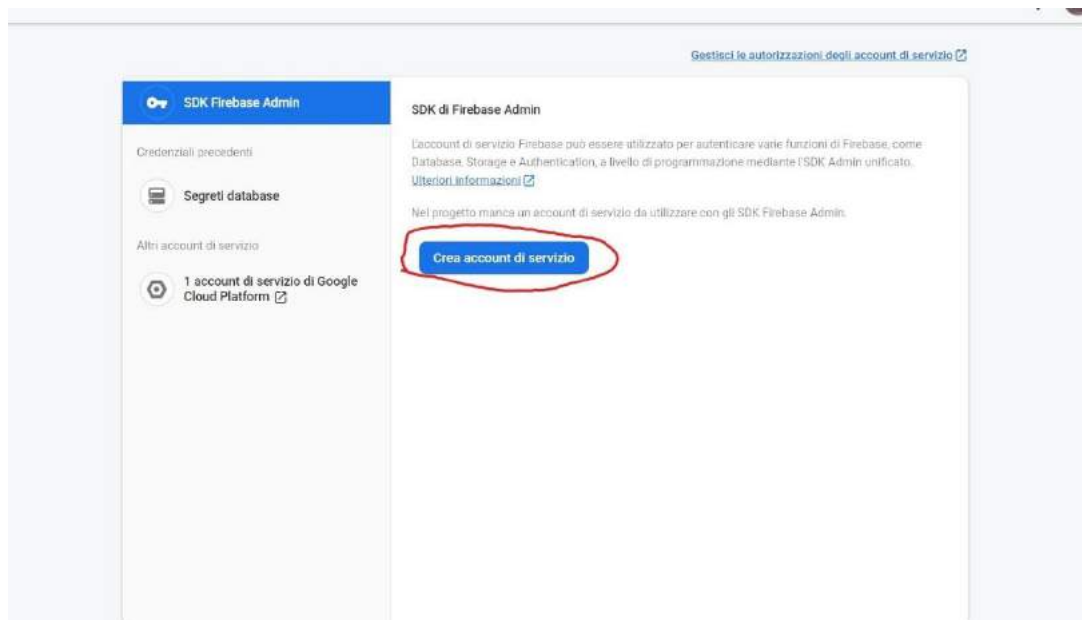 Gestisci le autorizzazioni degli account di servizio
SDK Firebase Admin
Credenziali precedenti
Segreti database
Altri account di servizio
1 account di servizio di Google
Cloud Platform
SDK di Firebase Admin
L'account di servizio Firebase può essere utilizzato per autenticare varie funzioni di Firebase, come
Database, Storage e Authentication, a livello di programmazione mediante l'SDK Admin unificato.
Ulteriori informazioni
Nel progetto manca un account di servizio da utilizzare con gli SDK Firebase Admin.
Crea account di servizio